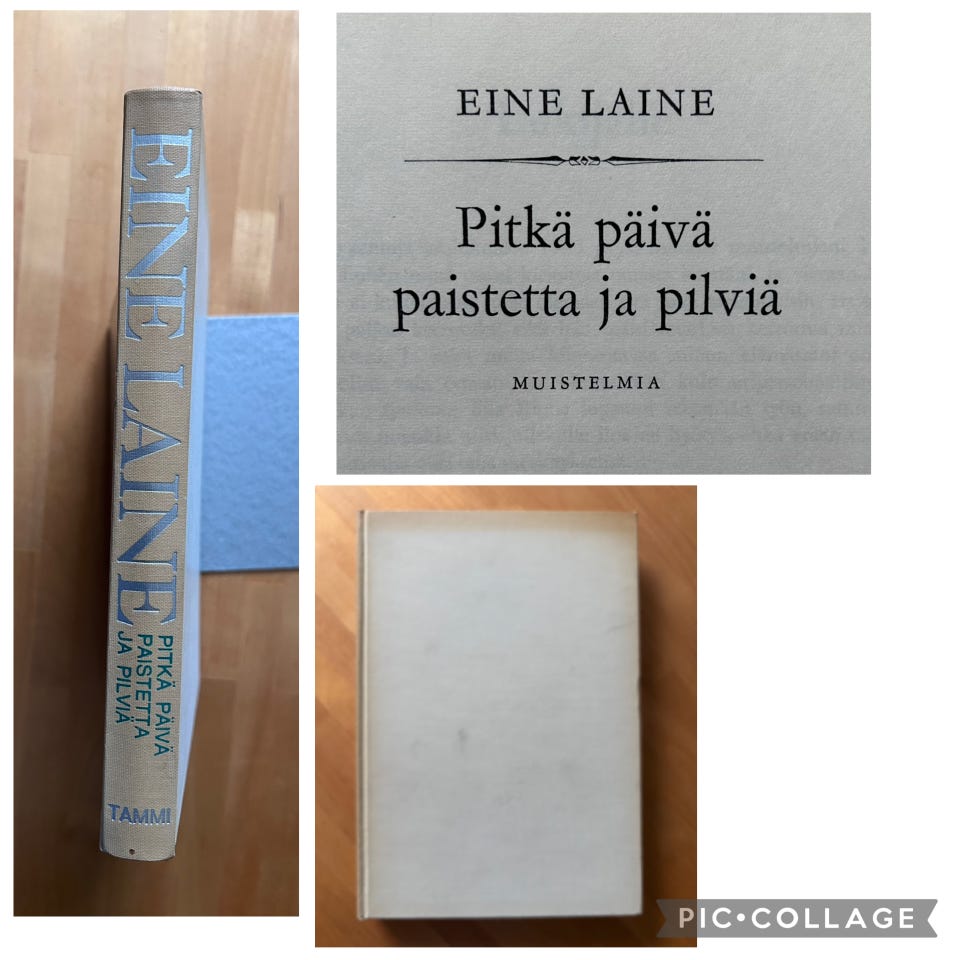 EINE LAINE
PITKÄ PÄIVÄ
PAISTETTA
JA PILVIÄ
TAMMI
EINE LAINE
Pitkä päivä
paistetta ja pilviä
MUISTELMIA
PIC•COLLAGE